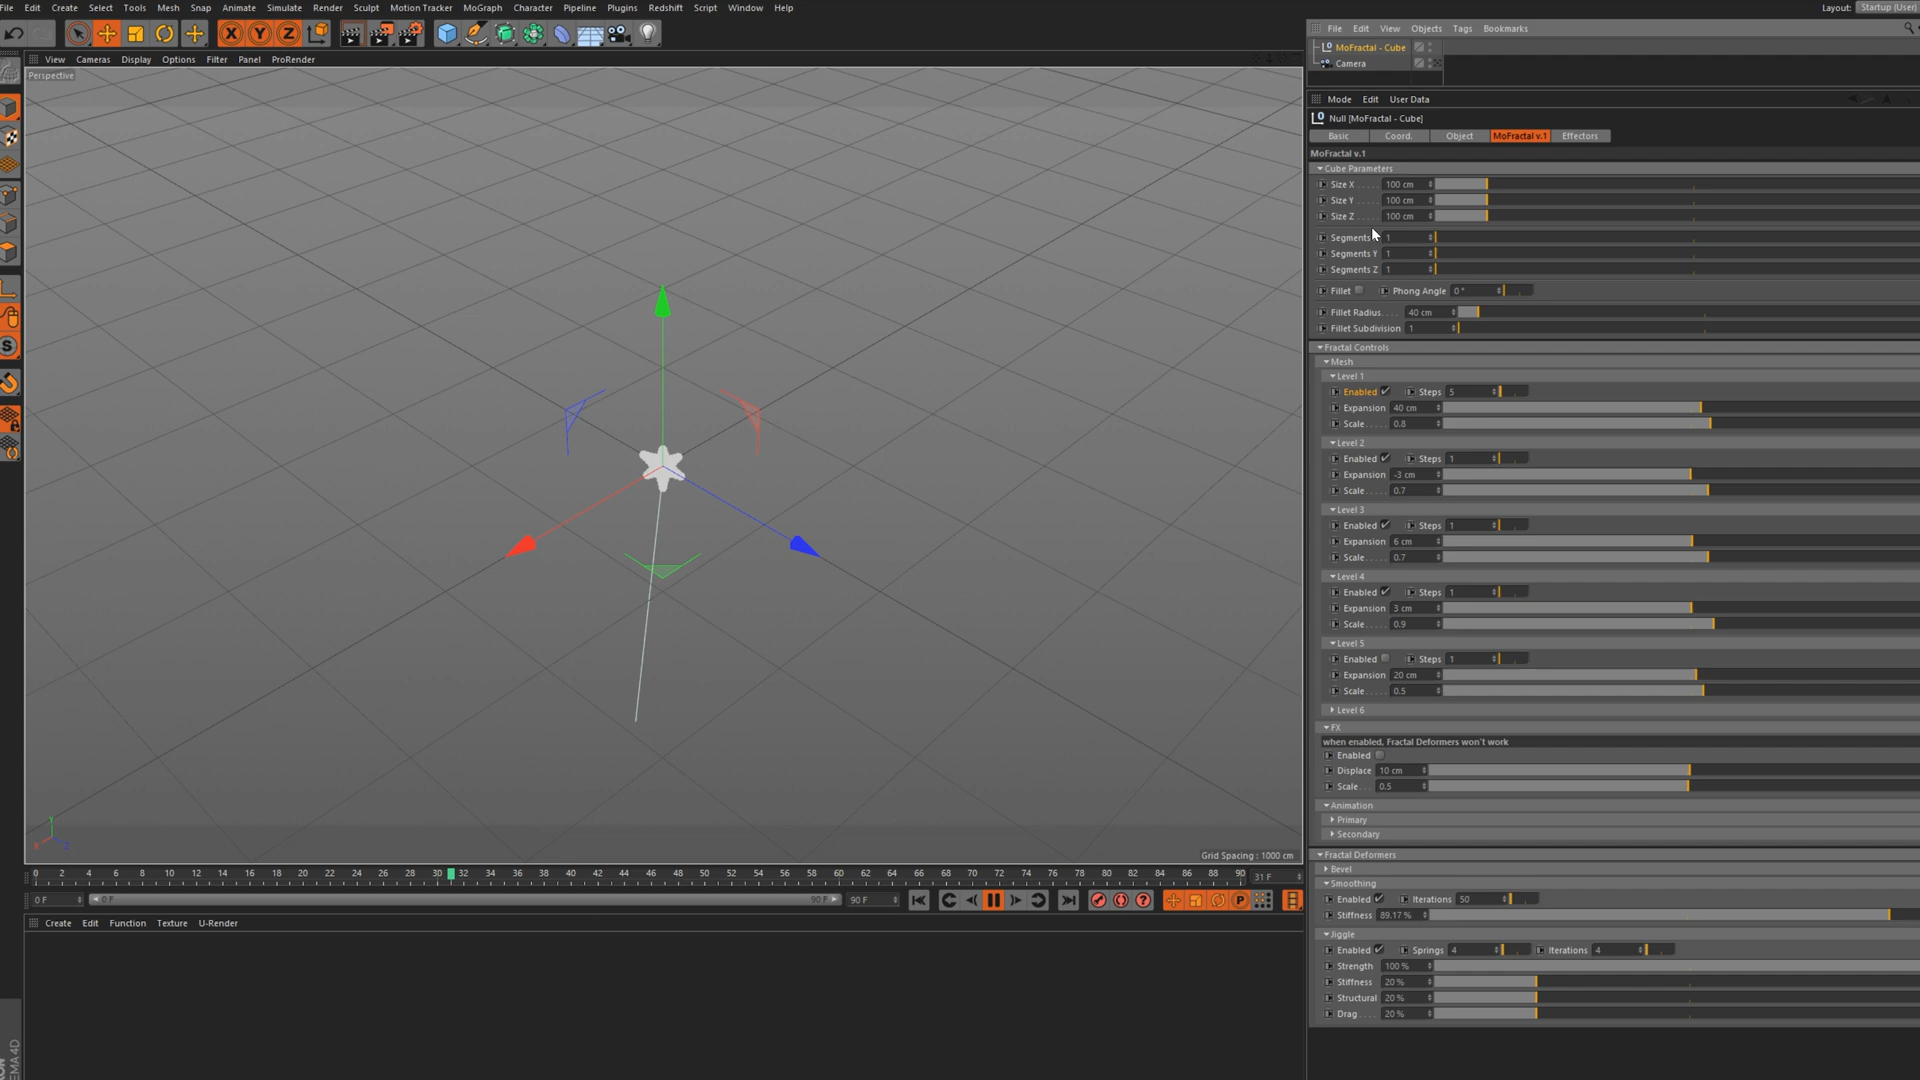 File Edit Create Select Tools Mesh Snap Animate Simulate Render Sculpt Motion Tracker MoGraph Character Pipeline Plugins Redshift Script Window Help Layout: Startup (User)
X Y Z
File Edit View Objects Tags Bookmarks
MoFractal - Cube
Camera
View Cameras Display Options Filter Panel ProRender
Perspective
Mode Edit User Data
Null [MoFractal - Cube]
Basic Coord. Object MoFractal v.1 Effectors
MoFractal v.1
Cube Parameters
Size X 100 cm
Size Y 100 cm
Size Z 100 cm
Segments 1
Segments Y 1
Segments Z 1
Fillet Phong Angle 0 °
Fillet Radius 40 cm
Fillet Subdivision 1
Fractal Controls
Mesh
Level 1
Enabled Steps 5
Expansion 40 cm
Scale 0.8
Level 2
Enabled Steps 1
Expansion -3 cm
Scale 0.7
Level 3
Enabled Steps 1
Expansion 6 cm
Scale 0.7
Level 4
Enabled Steps 1
Expansion 3 cm
Scale 0.9
Level 5
Enabled Steps 1
Expansion 20 cm
Scale 0.5
Level 6
FX
when enabled, Fractal Deformers won't work
Enabled
Displace 10 cm
Scale 0.5
Animation
Primary
Secondary
Fractal Deformers
Bevel
Smoothing
Enabled Iterations 50
Stiffness 89.17 %
Jiggle
Enabled Springs 4 Iterations 4
Strength 100 %
Stiffness 20 %
Structural 20 %
Drag 20 %
S
Y
X Z
Grid Spacing : 1000 cm
0 2 4 6 8 10 12 14 16 18 20 22 24 26 28 30 32 34 36 38 40 42 44 46 48 50 52 54 56 58 60 62 64 66 68 70 72 74 76 78 80 82 84 86 88 90 31 F
0 F 0 F 90 F 90 F
P
Create Edit Function Texture U-Render
EMA 4D